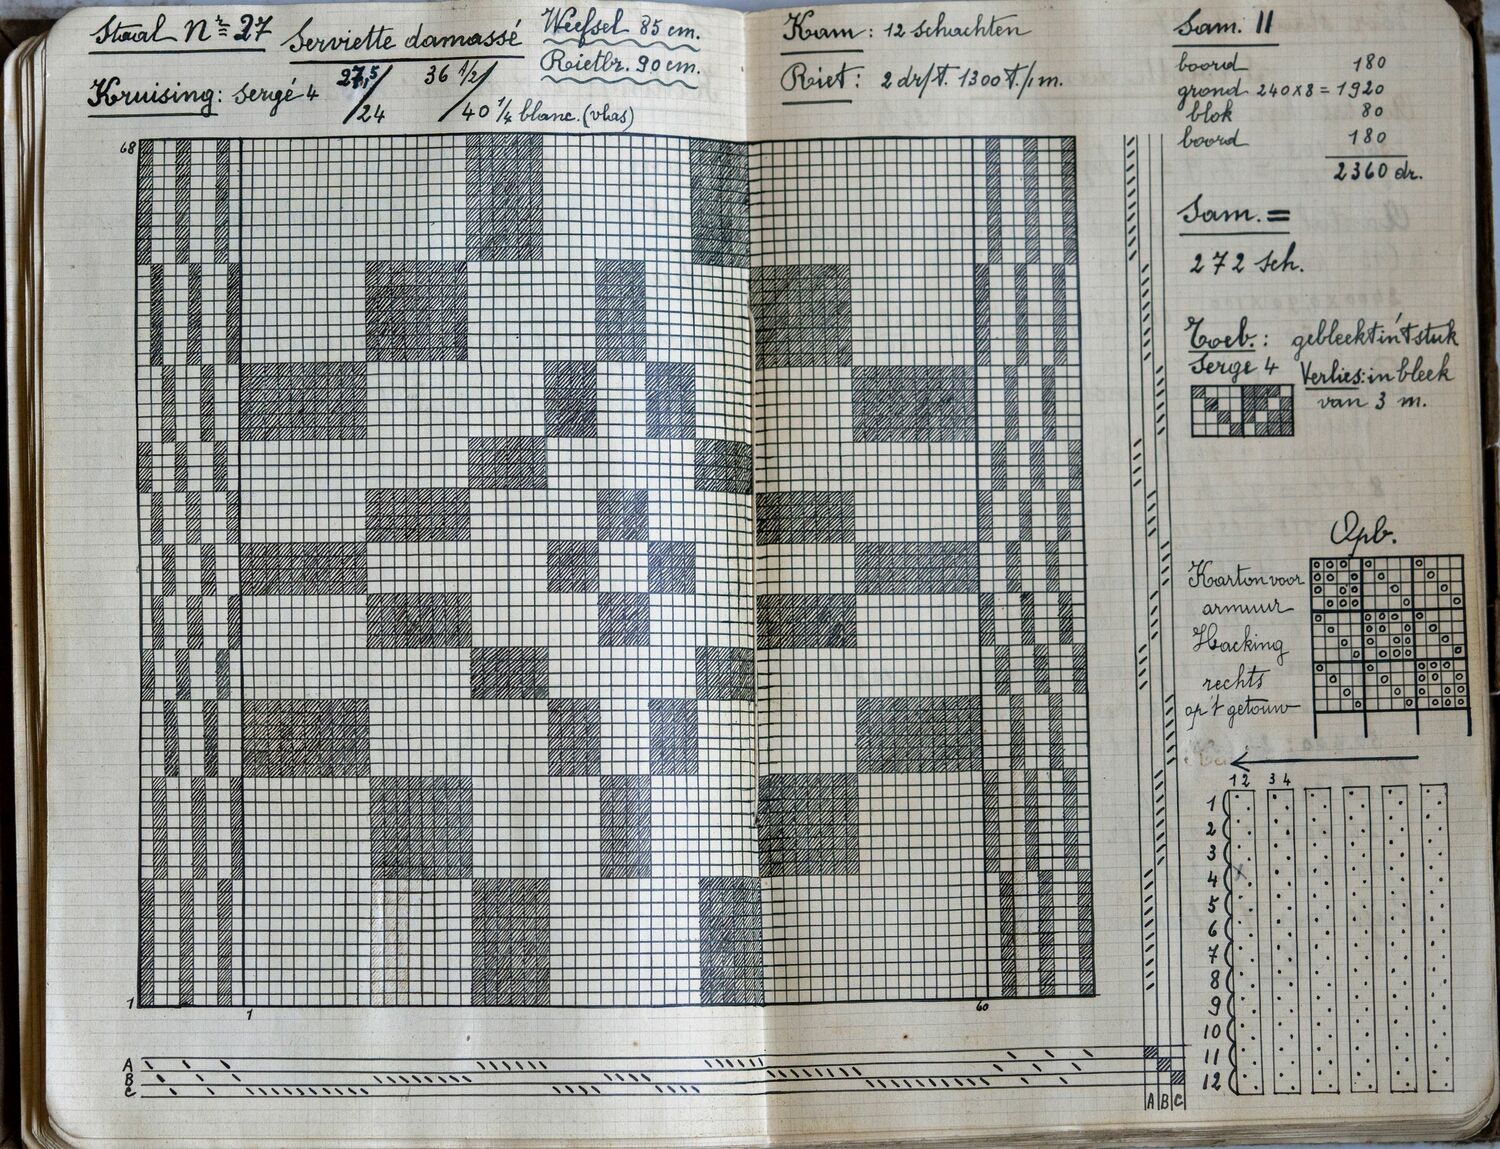 Staal Nr = 27 Serviette damassé
Weefsel 85 cm.
Rietbr. 90 cm.
Kruising: sergé 4 27,5/24 36 1/2/40 1/4 blanc. (vlas)
Kam: 12 schachten
Riet: 2 dr/t. 1300 t./m.
Sam. II
boord 180
grond 240 x 8 = 1920
blok 80
boord 180
2360 dr.
Sam. =
272 sch.
gebleekt in't stuk
Serge 4
Verlies: in bleek
van 3 m.
68
1
1
60
Opb.
Karton voor
armuur
Hacking
rechts
op't getouw
1 2 3 4
1
2
3
4
5
6
7
8
9
10
11
12
A
B
C
A B C